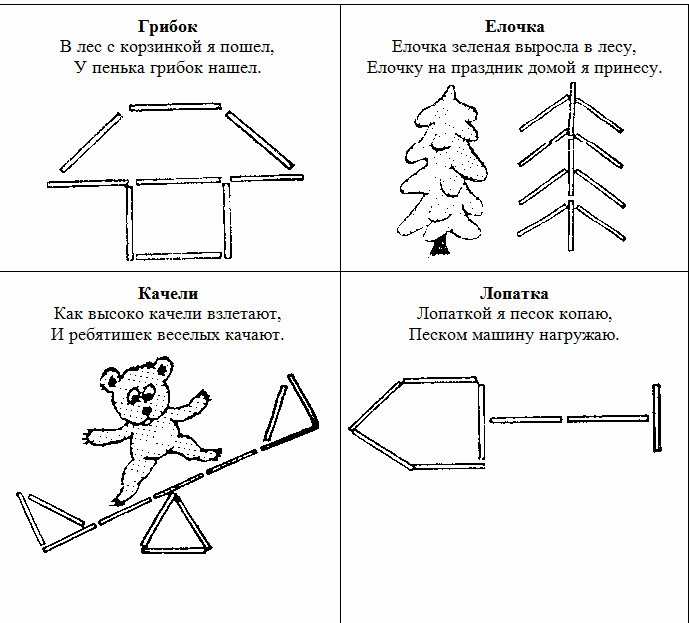 Грибок
В лес с корзинкой я пошел,
У пенька грибок нашел.
Елочка
Елочка зеленая выросла в лесу,
Елочку на праздник домой я принесу.
Качели
Как высоко качели взлетают,
И ребятишек веселых качают.
Лопатка
Лопаткой я песок копаю,
Песком машину нагружаю.